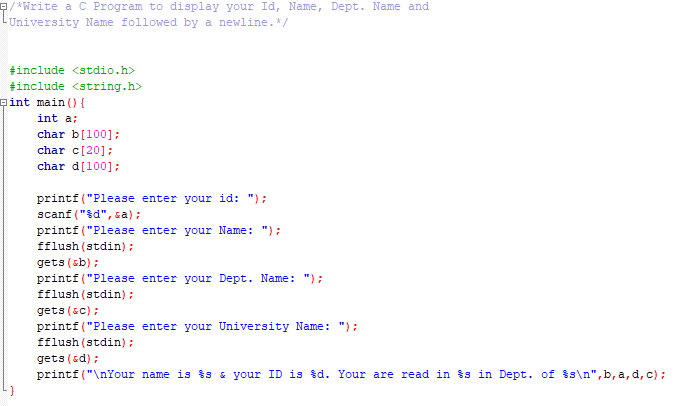 /*Write a C Program to display your Id, Name, Dept. Name and
University Name followed by a newline.*/
#include <stdio.h>
#include <string.h>
int main(){
    int a;
    char b[100];
    char c[20];
    char d[100];
    printf("Please enter your id: ");
    scanf("%d",&a);
    printf("Please enter your Name: ");
    fflush(stdin);
    gets(&b);
    printf("Please enter your Dept. Name: ");
    fflush(stdin);
    gets(&c);
    printf("Please enter your University Name: ");
    fflush(stdin);
    gets(&d);
    printf("\nYour name is %s & your ID is %d. Your are read in %s in Dept. of %s\n",b,a,d,c);
}